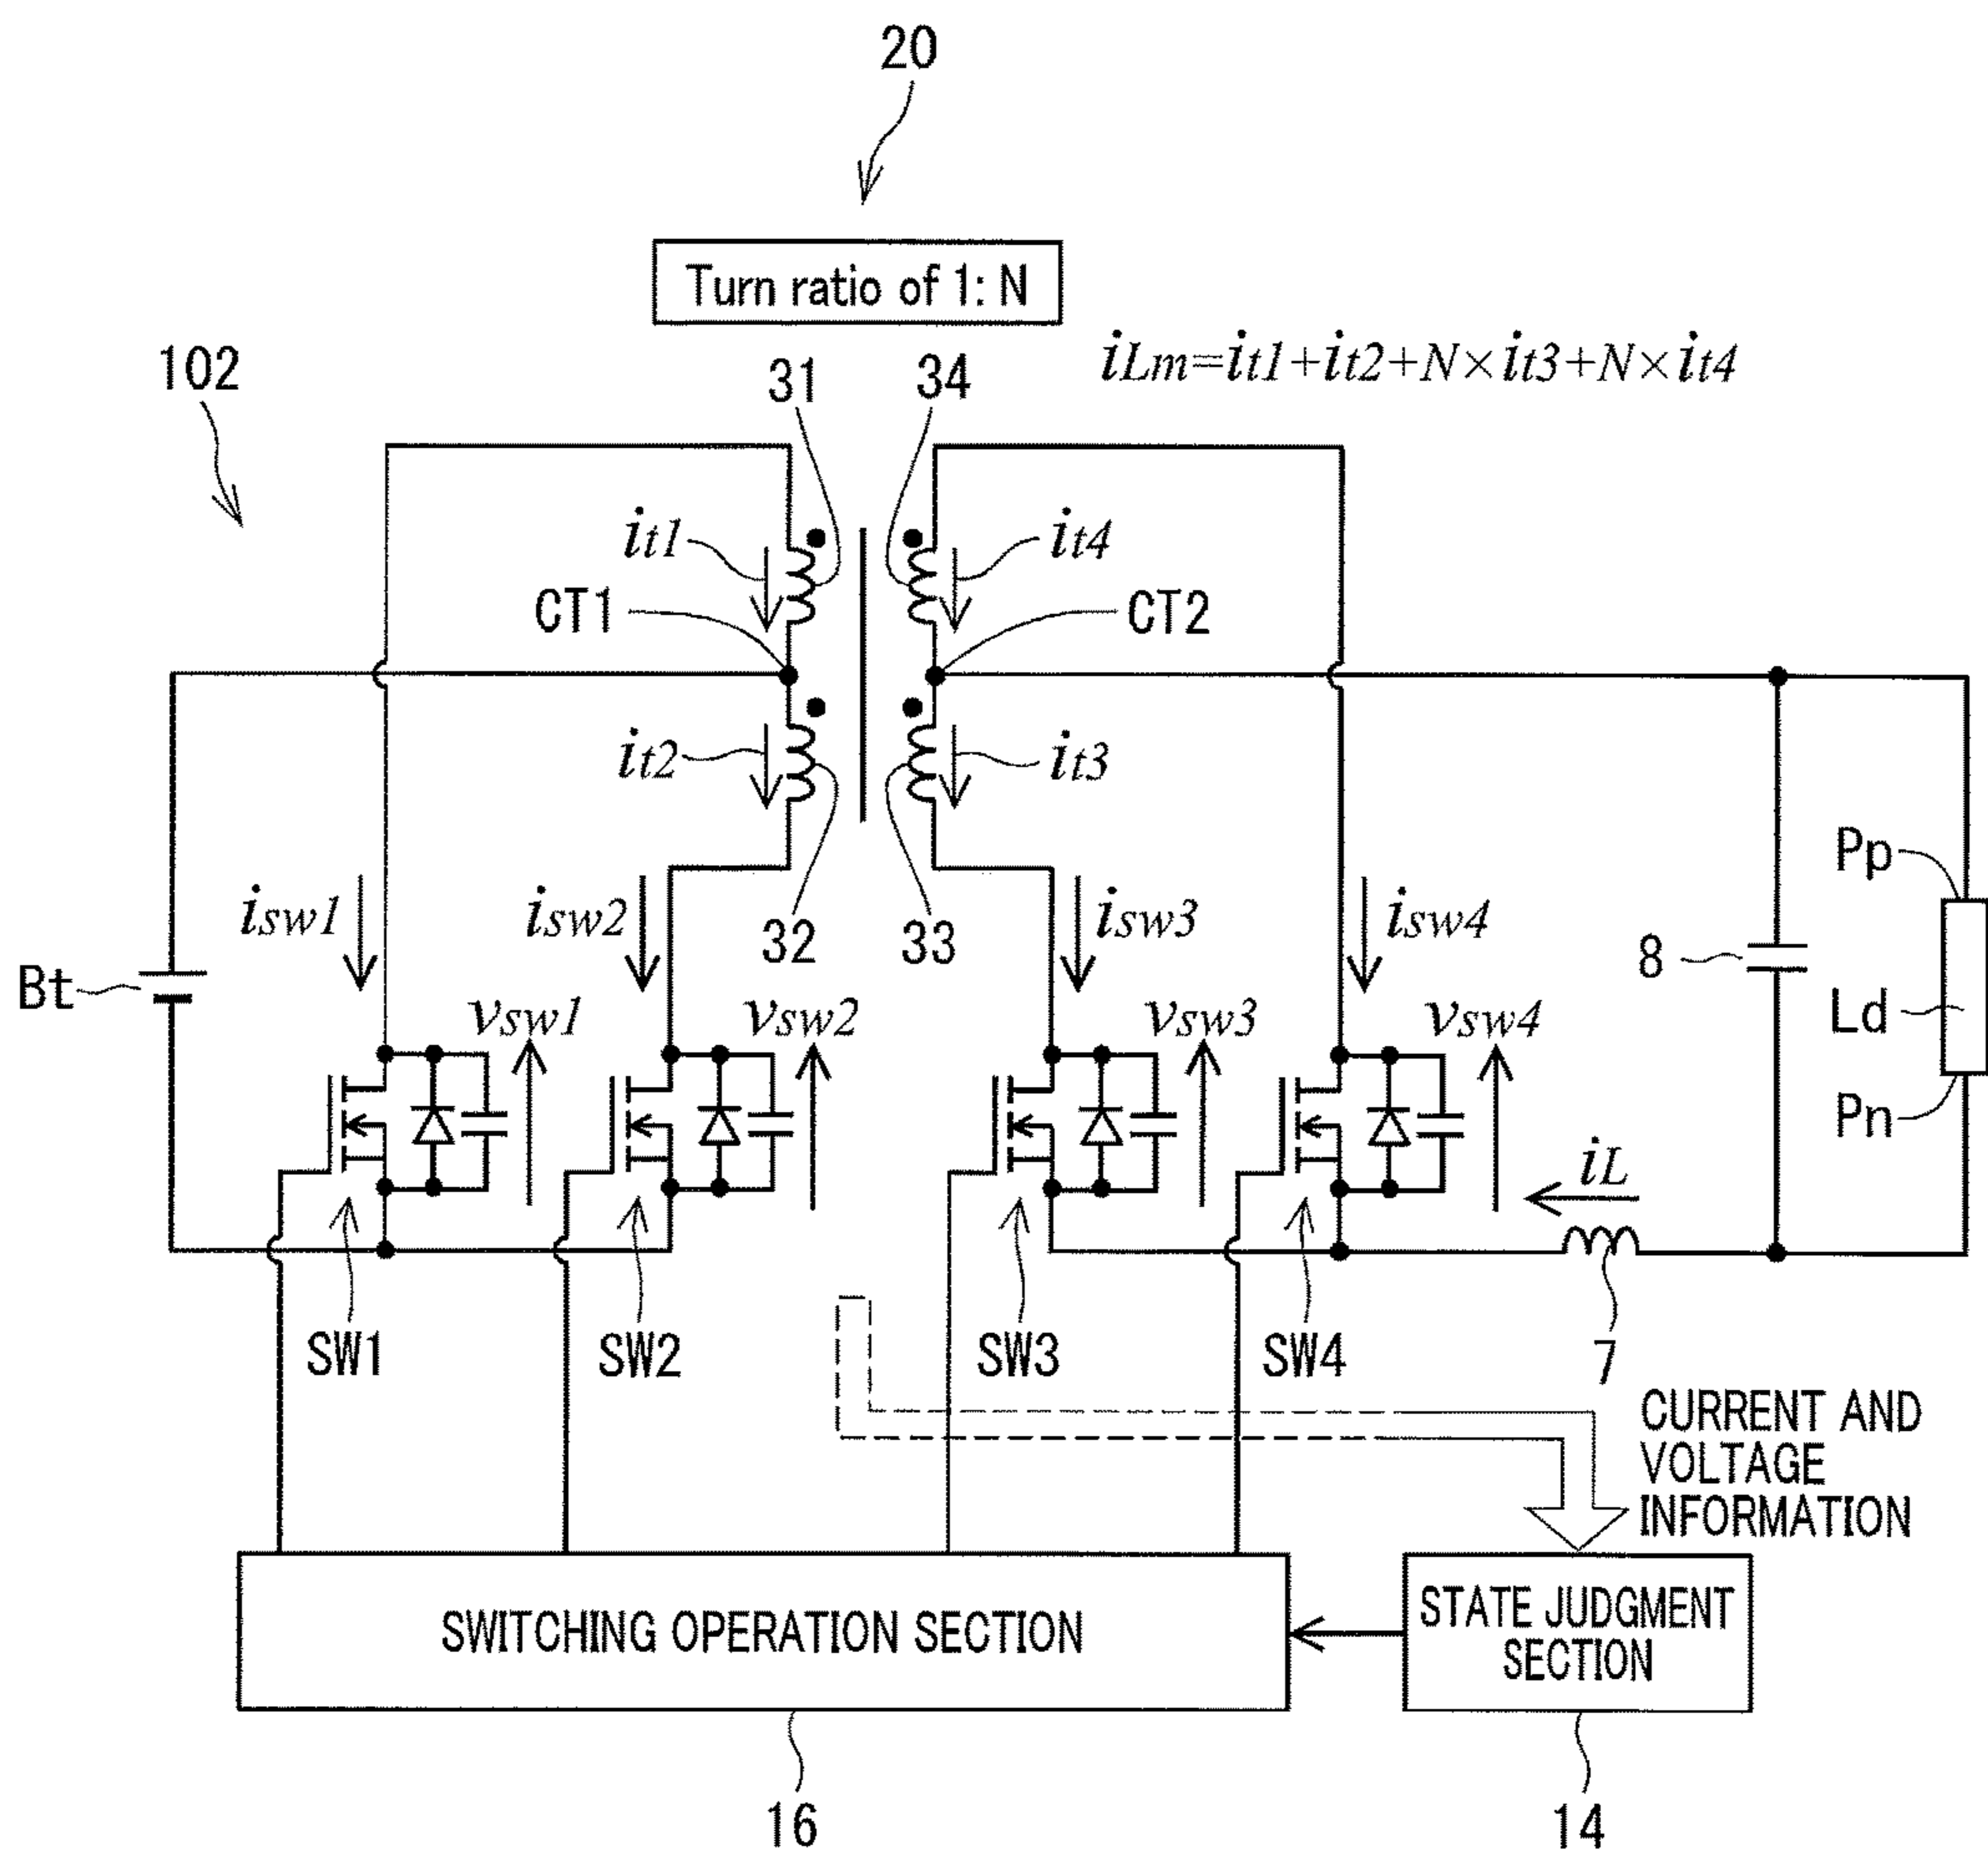 20
Turn ratio of 1: N
102
31
34
iLm=it1+it2+N×it3+N×it4
it1
it4
CT1
CT2
it2
it3
Pp
isw1
isw2
32
33
isw3
isw4
8
Bt
vsw1
vsw2
vsw3
vsw4
Ld
Pn
iL
SW1
SW2
SW3
SW4
7
CURRENT AND
VOLTAGE
INFORMATION
SWITCHING OPERATION SECTION
STATE JUDGMENT
SECTION
16
14